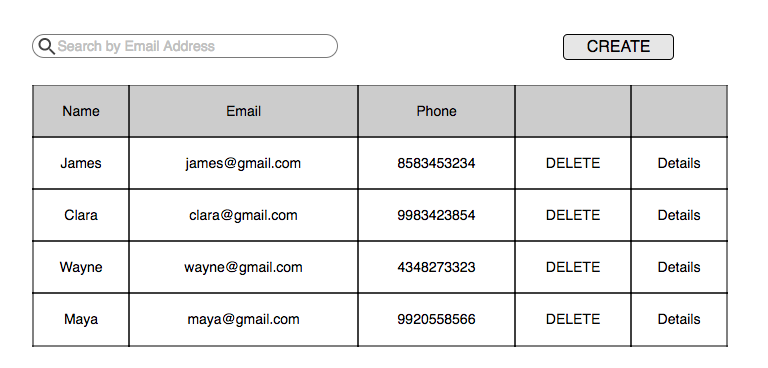 Search by Email Address
CREATE
Name Email Phone
James james@gmail.com 8583453234 DELETE Details
Clara clara@gmail.com 9983423854 DELETE Details
Wayne wayne@gmail.com 4348273323 DELETE Details
Maya maya@gmail.com 9920558566 DELETE Details